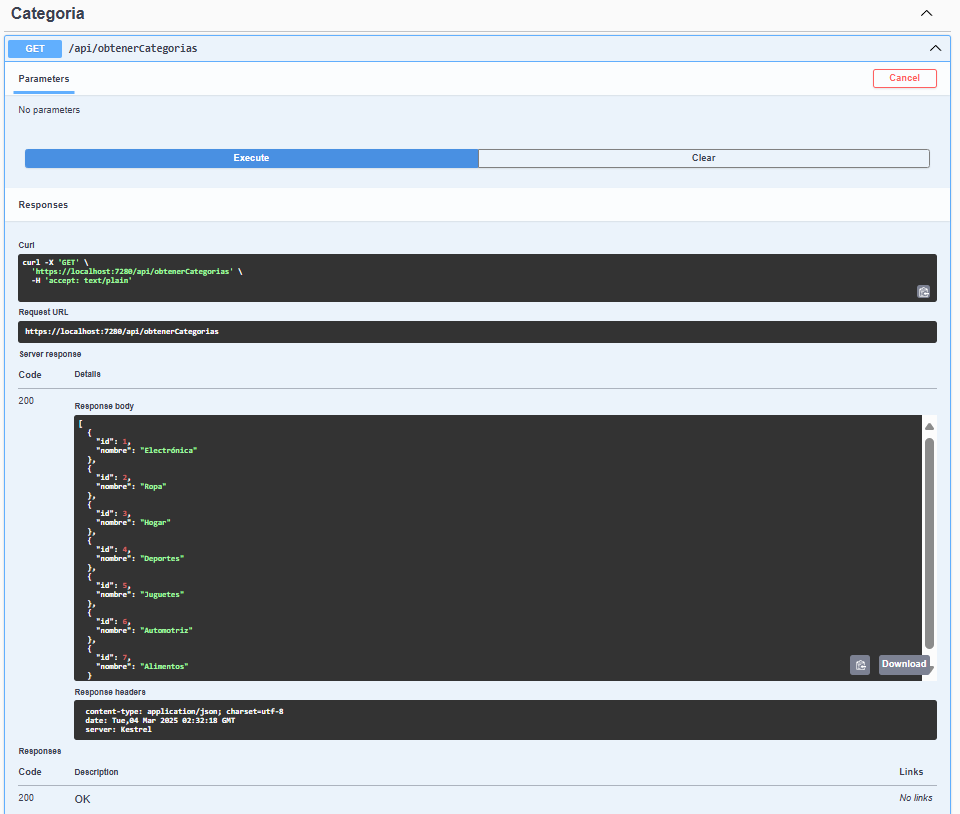 Categoria
GET /api/obtenerCategorias
Parameters Cancel
No parameters
Execute Clear
Responses
Curl
curl -X 'GET' \
'https://localhost:7280/api/obtenerCategorias' \
-H 'accept: text/plain'
Request URL
https://localhost:7280/api/obtenerCategorias
Server response
Code Details
200
Response body
[
{
"id": 1,
"nombre": "Electrónica"
},
{
"id": 2,
"nombre": "Ropa"
},
{
"id": 3,
"nombre": "Hogar"
},
{
"id": 4,
"nombre": "Deportes"
},
{
"id": 5,
"nombre": "Juguetes"
},
{
"id": 6,
"nombre": "Automotriz"
},
{
"id": 7,
"nombre": "Alimentos"
}
Download
Response headers
content-type: application/json; charset=utf-8
date: Tue,04 Mar 2025 02:32:18 GMT
server: Kestrel
Responses
Code Description Links
200 OK No links